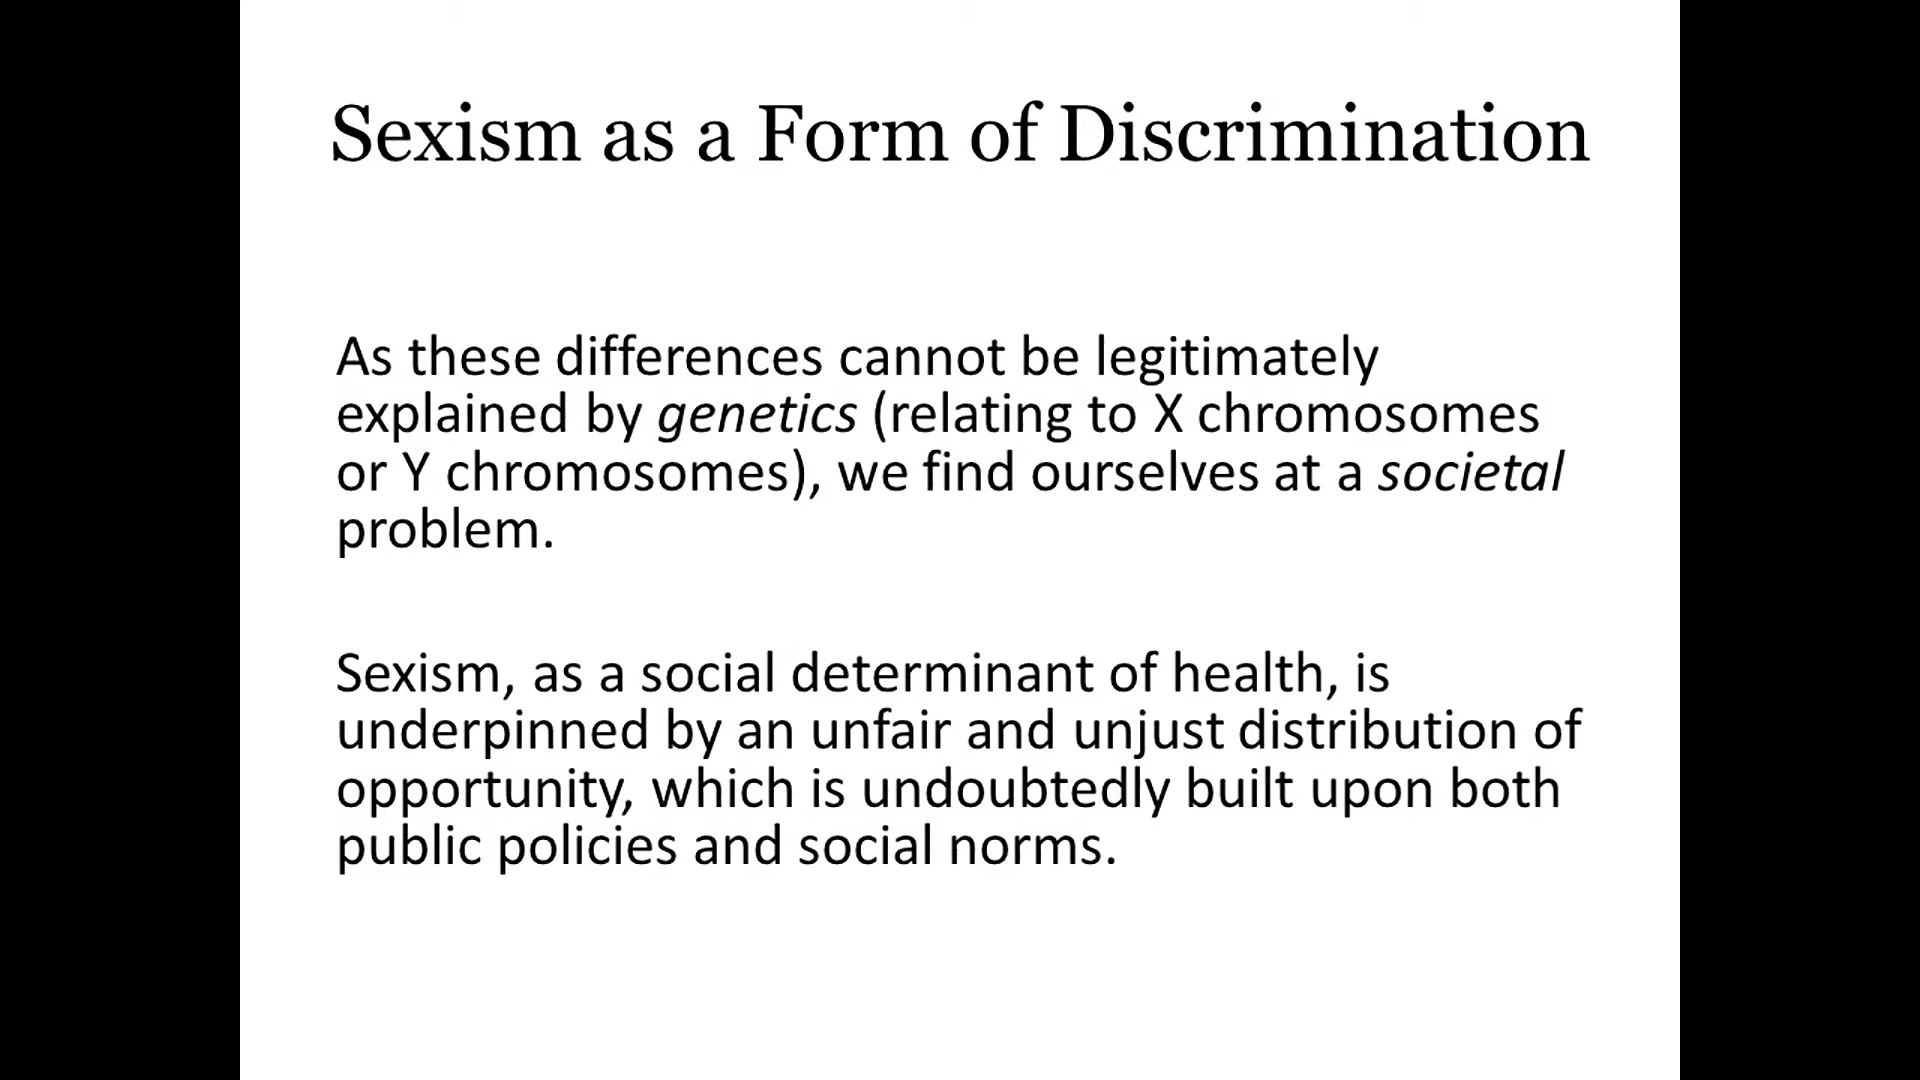 Sexism as a Form of Discrimination
As these differences cannot be legitimately
explained by genetics (relating to X chromosomes
or Y chromosomes), we find ourselves at a societal
problem.
Sexism, as a social determinant of health, is
underpinned by an unfair and unjust distribution of
opportunity, which is undoubtedly built upon both
public policies and social norms.